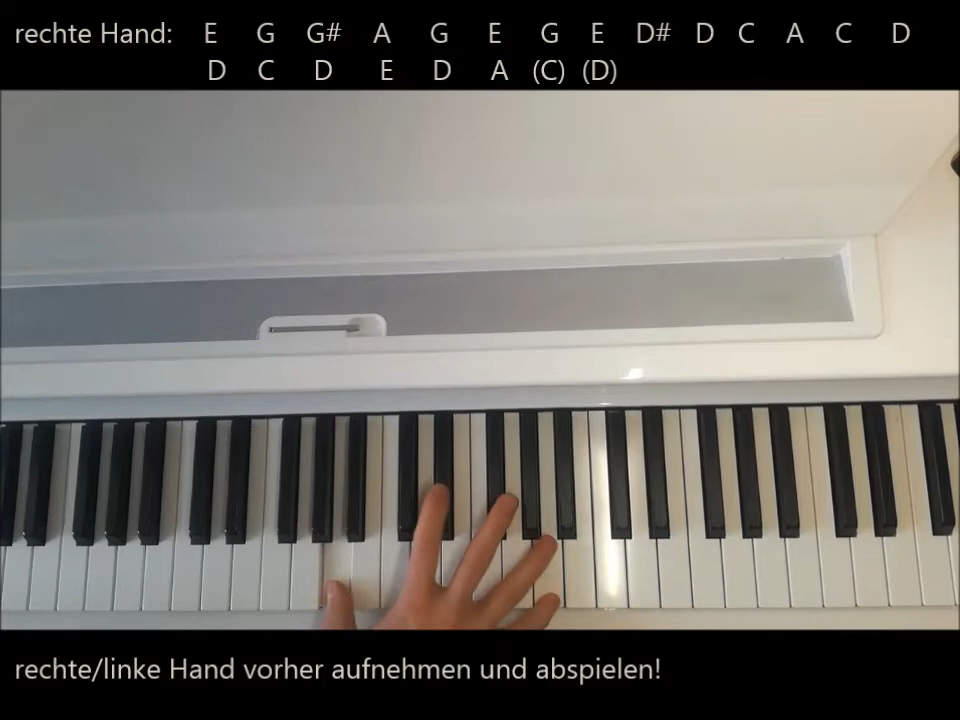 rechte Hand: E G G# A G E G E D# D C A C D
D C D E D A (C) (D)
rechte/linke Hand vorher aufnehmen und abspielen!